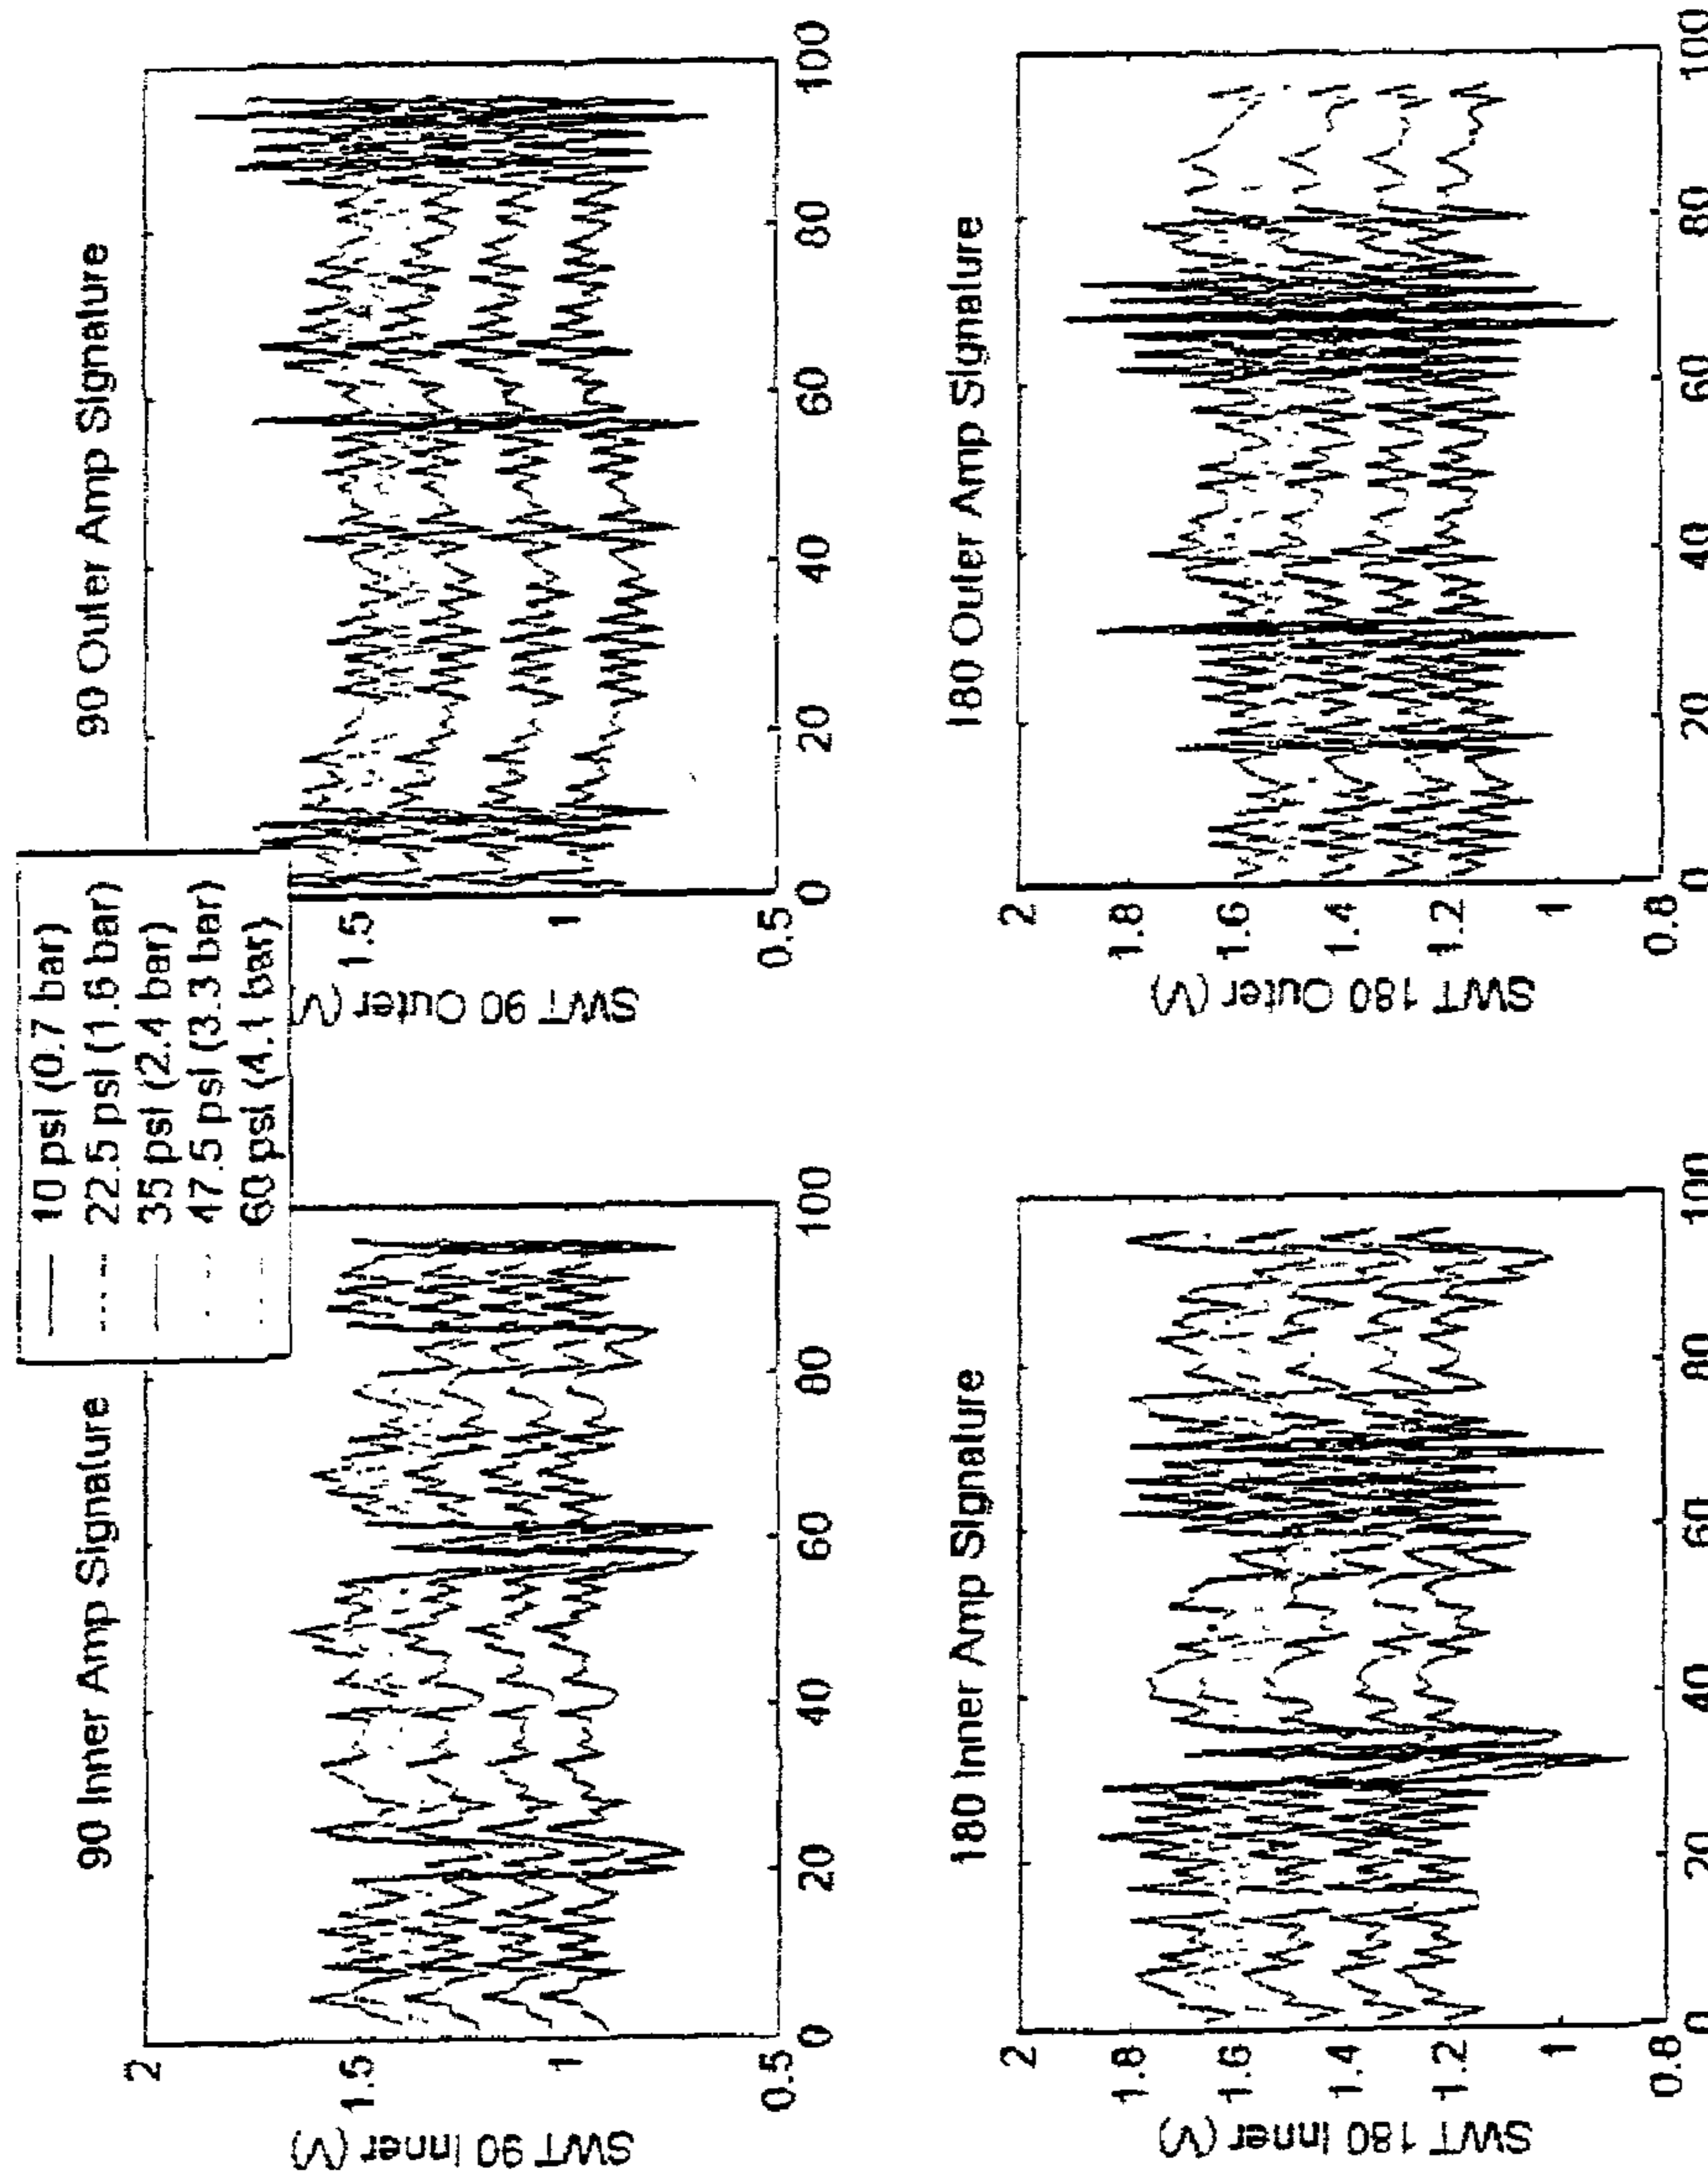 10 psi (0.7 bar)
22.5 psi (1.6 bar)
35 psi (2.4 bar)
47.5 psi (3.3 bar)
60 psi (4.1 bar)
90 Inner Amp Signature
SWT 90 Inner (V)
2
1.5
1
0.5
0 20 40 60 80 100
90 Outer Amp Signature
SWT 90 Outer (V)
1.5
1
0.5
0 20 40 60 80 100
180 Inner Amp Signature
SWT 180 Inner (V)
2
1.8
1.6
1.4
1.2
1
0.8
0 20 40 60 80 100
180 Outer Amp Signature
SWT 180 Outer (V)
2
1.8
1.6
1.4
1.2
1
0.8
0 20 40 60 80 100